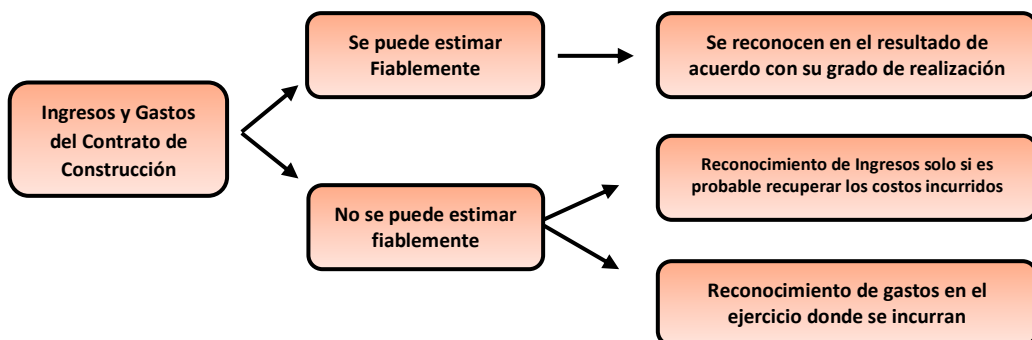 Ingresos y Gastos
del Contrato de
Construcción
Se puede estimar
Fiablemente
Se reconocen en el resultado de
acuerdo con su grado de realización
No se puede estimar
fiablemente
Reconocimiento de Ingresos solo si es
probable recuperar los costos incurridos
Reconocimiento de gastos en el
ejercicio donde se incurran